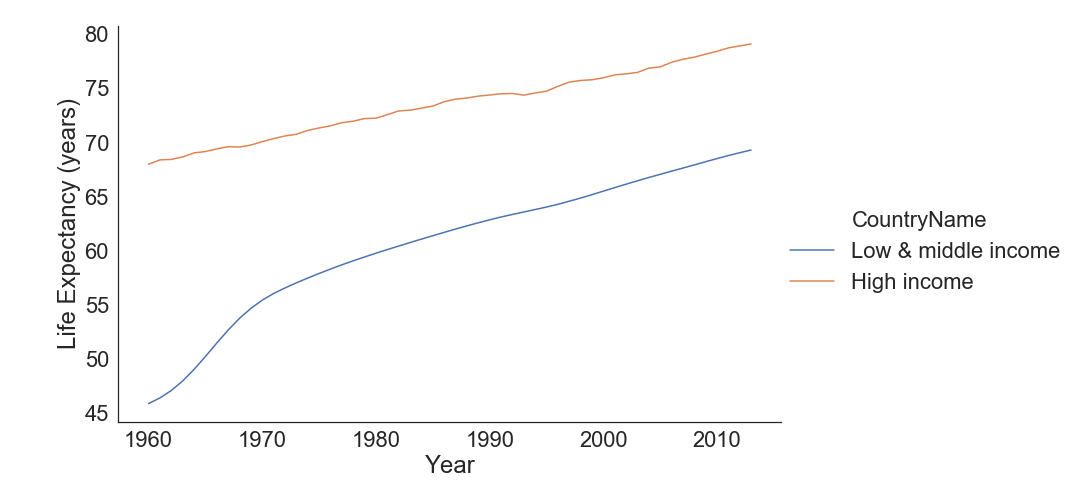 80
75
70
65
60
55
50
45
Life Expectancy (years)
1960 1970 1980 1990 2000 2010
Year
CountryName
Low & middle income
High income